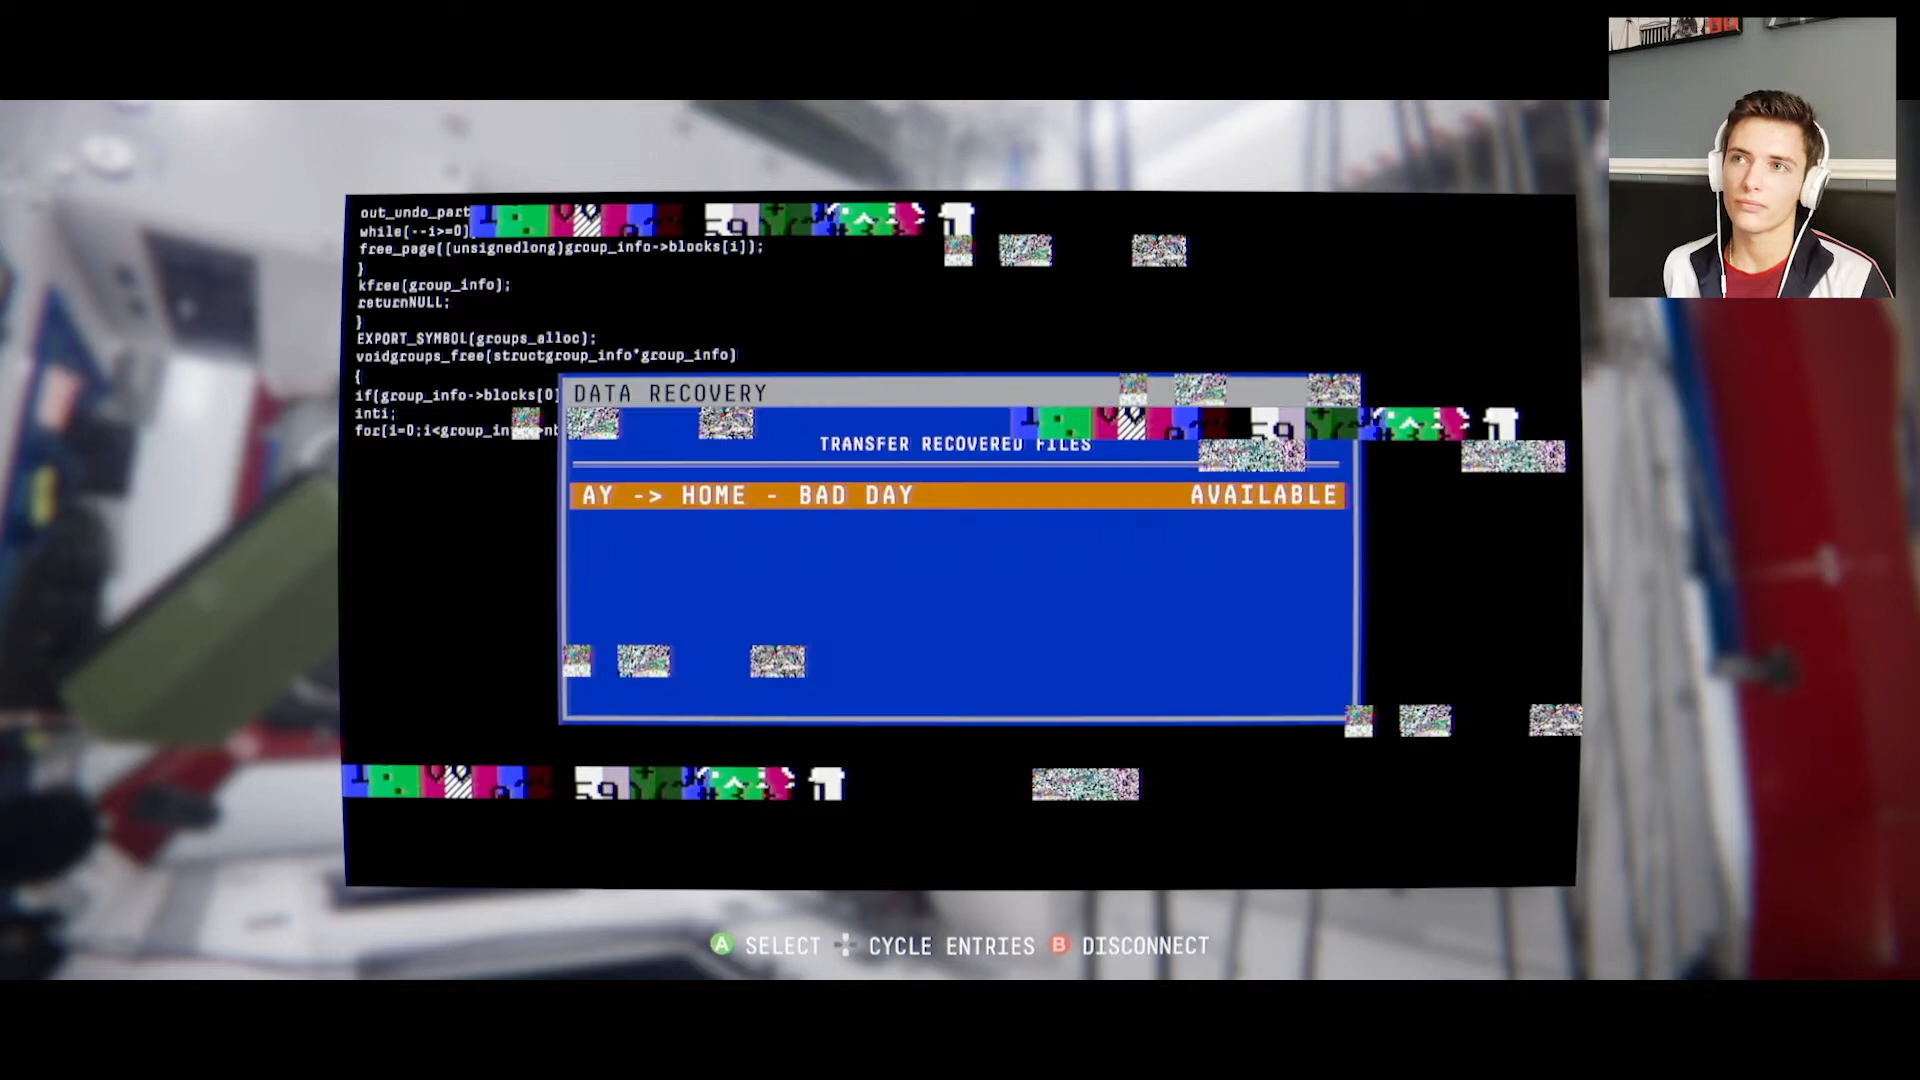 out_undo_part
while(--i>=0)
free_page((unsignedlong)group_info->blocks[i]);
}
kfree(group_info);
returnNULL;
}
EXPORT_SYMBOL(groups_alloc);
voidgroups_free(structgroup_info*group_info)
{
if(group_info->blocks[0]
inti;
for(i=0;i<group_in
DATA RECOVERY
TRANSFER RECOVERED FILES
AY -> HOME - BAD DAY AVAILABLE
A SELECT CYCLE ENTRIES B DISCONNECT